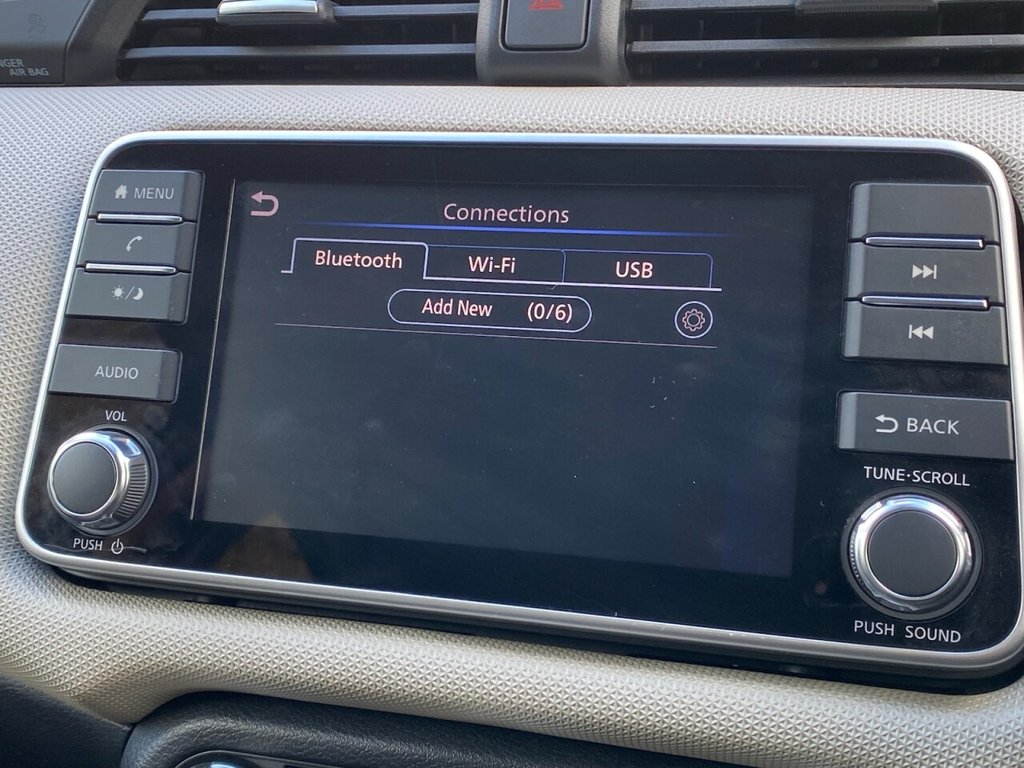 AIR BAG
MENU
Connections
Bluetooth Wi-Fi USB
Add New (0/6)
AUDIO
VOL
PUSH
BACK
TUNE·SCROLL
PUSH SOUND